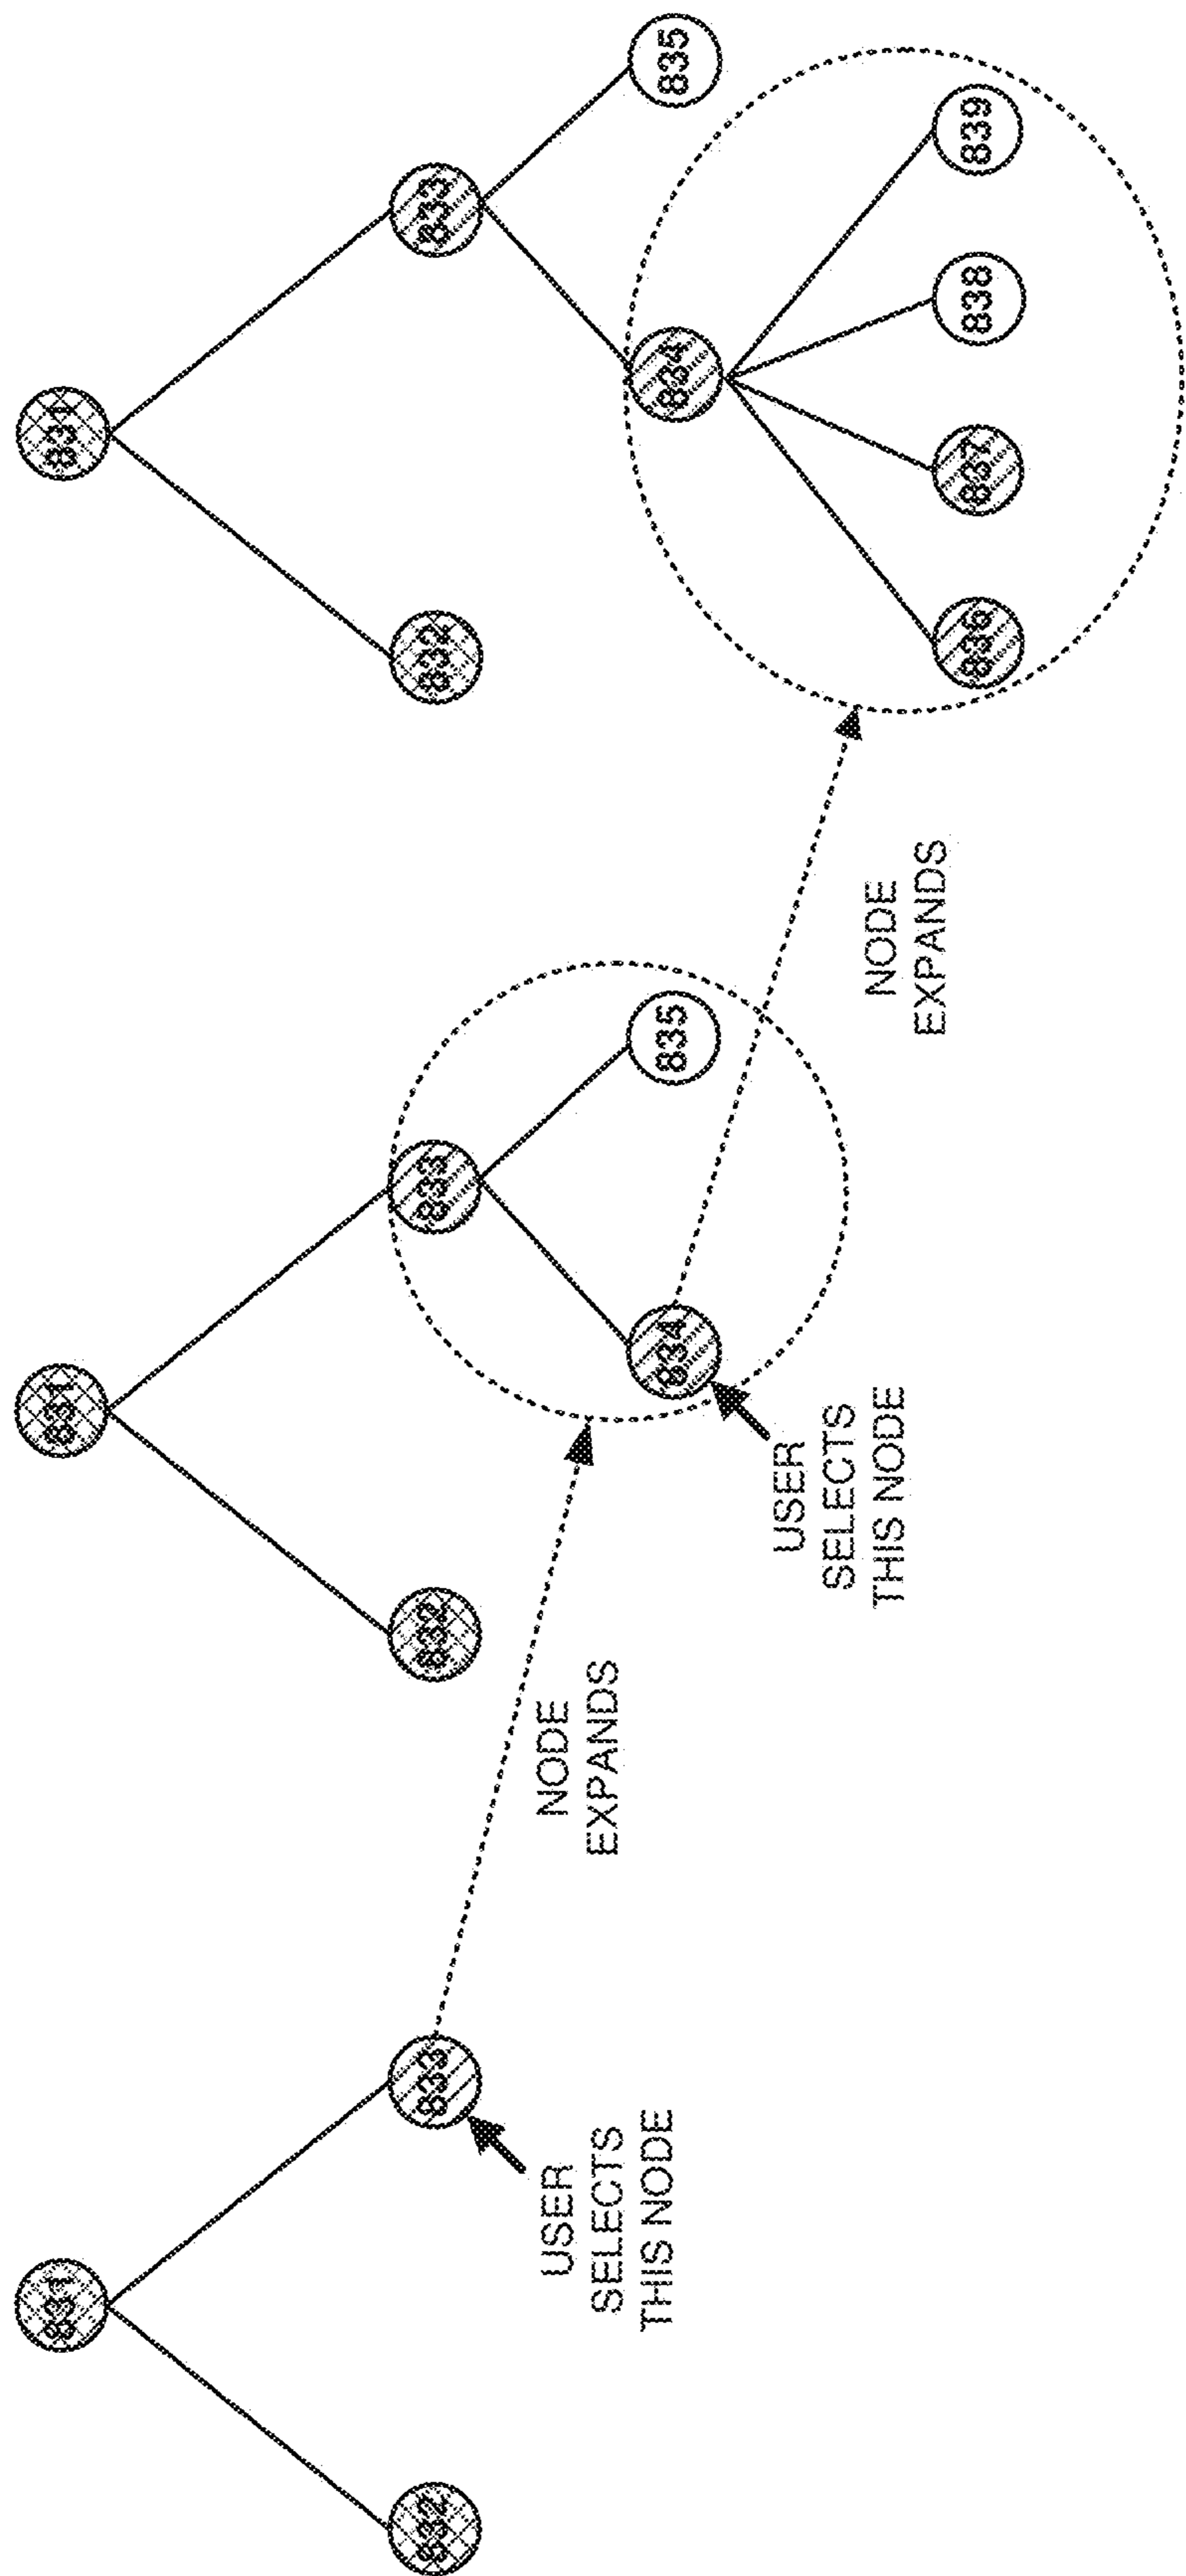 831
832
833
USER
SELECTS
THIS NODE
NODE
EXPANDS
831
832
833
834
835
USER
SELECTS
THIS NODE
NODE
EXPANDS
831
832
833
834
835
836
837
838
839